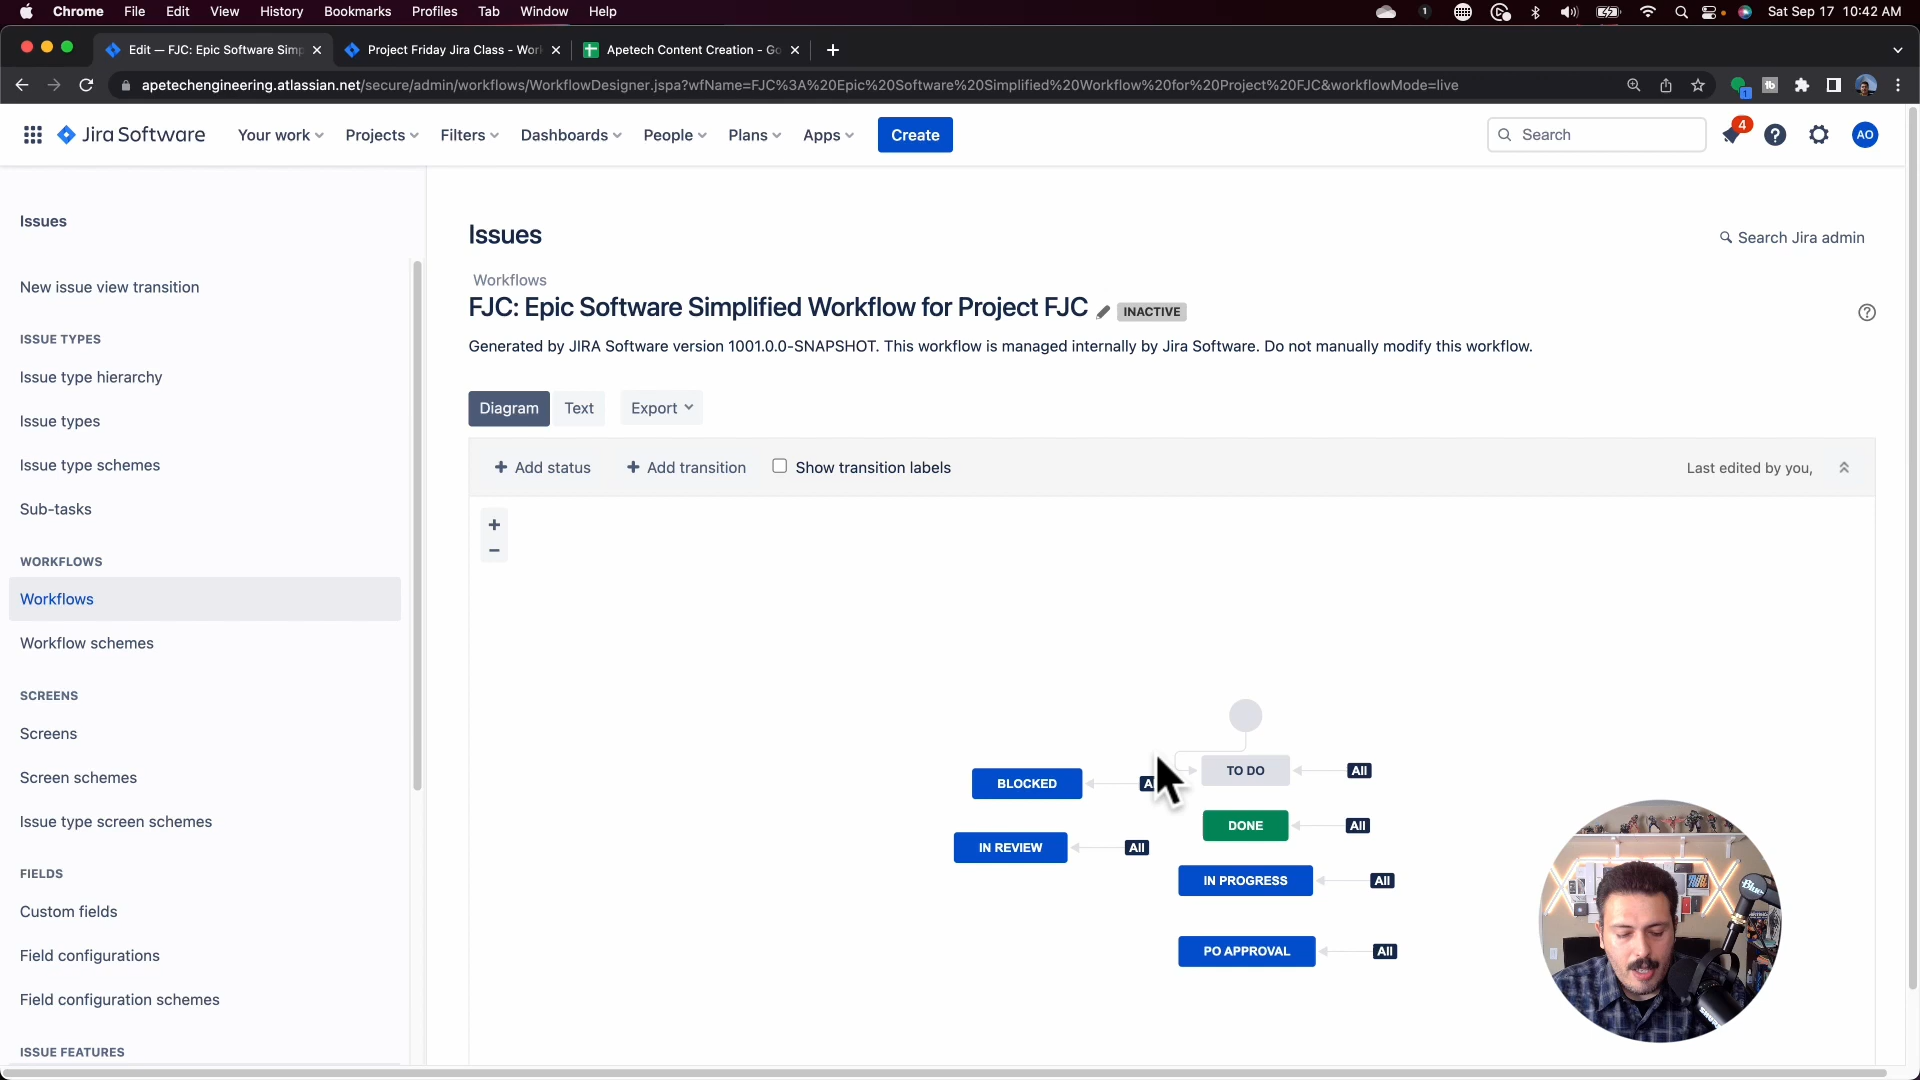 Chrome File Edit View History Bookmarks Profiles Tab Window Help
1
Sat Sep 17 10:42 AM
Edit — FJC: Epic Software Simp
Project Friday Jira Class - Wor
Apetech Content Creation - Go
apetechengineering.atlassian.net/secure/admin/workflows/WorkflowDesigner.jspa?wfName=FJC%3A%20Epic%20Software%20Simplified%20Workflow%20for%20Project%20FJC&workflowMode=live
1
tb
Jira Software
Your work
Projects
Filters
Dashboards
People
Plans
Apps
Create
Search
4
AO
Issues
New issue view transition
ISSUE TYPES
Issue type hierarchy
Issue types
Issue type schemes
Sub-tasks
WORKFLOWS
Workflows
Workflow schemes
SCREENS
Screens
Screen schemes
Issue type screen schemes
FIELDS
Custom fields
Field configurations
Field configuration schemes
ISSUE FEATURES
Issues
Search Jira admin
Workflows
FJC: Epic Software Simplified Workflow for Project FJC
INACTIVE
Generated by JIRA Software version 1001.0.0-SNAPSHOT. This workflow is managed internally by Jira Software. Do not manually modify this workflow.
Diagram
Text
Export
+ Add status
+ Add transition
Show transition labels
Last edited by you,
+
−
TO DO
All
BLOCKED
A
DONE
All
IN REVIEW
All
IN PROGRESS
All
PO APPROVAL
All
Blue